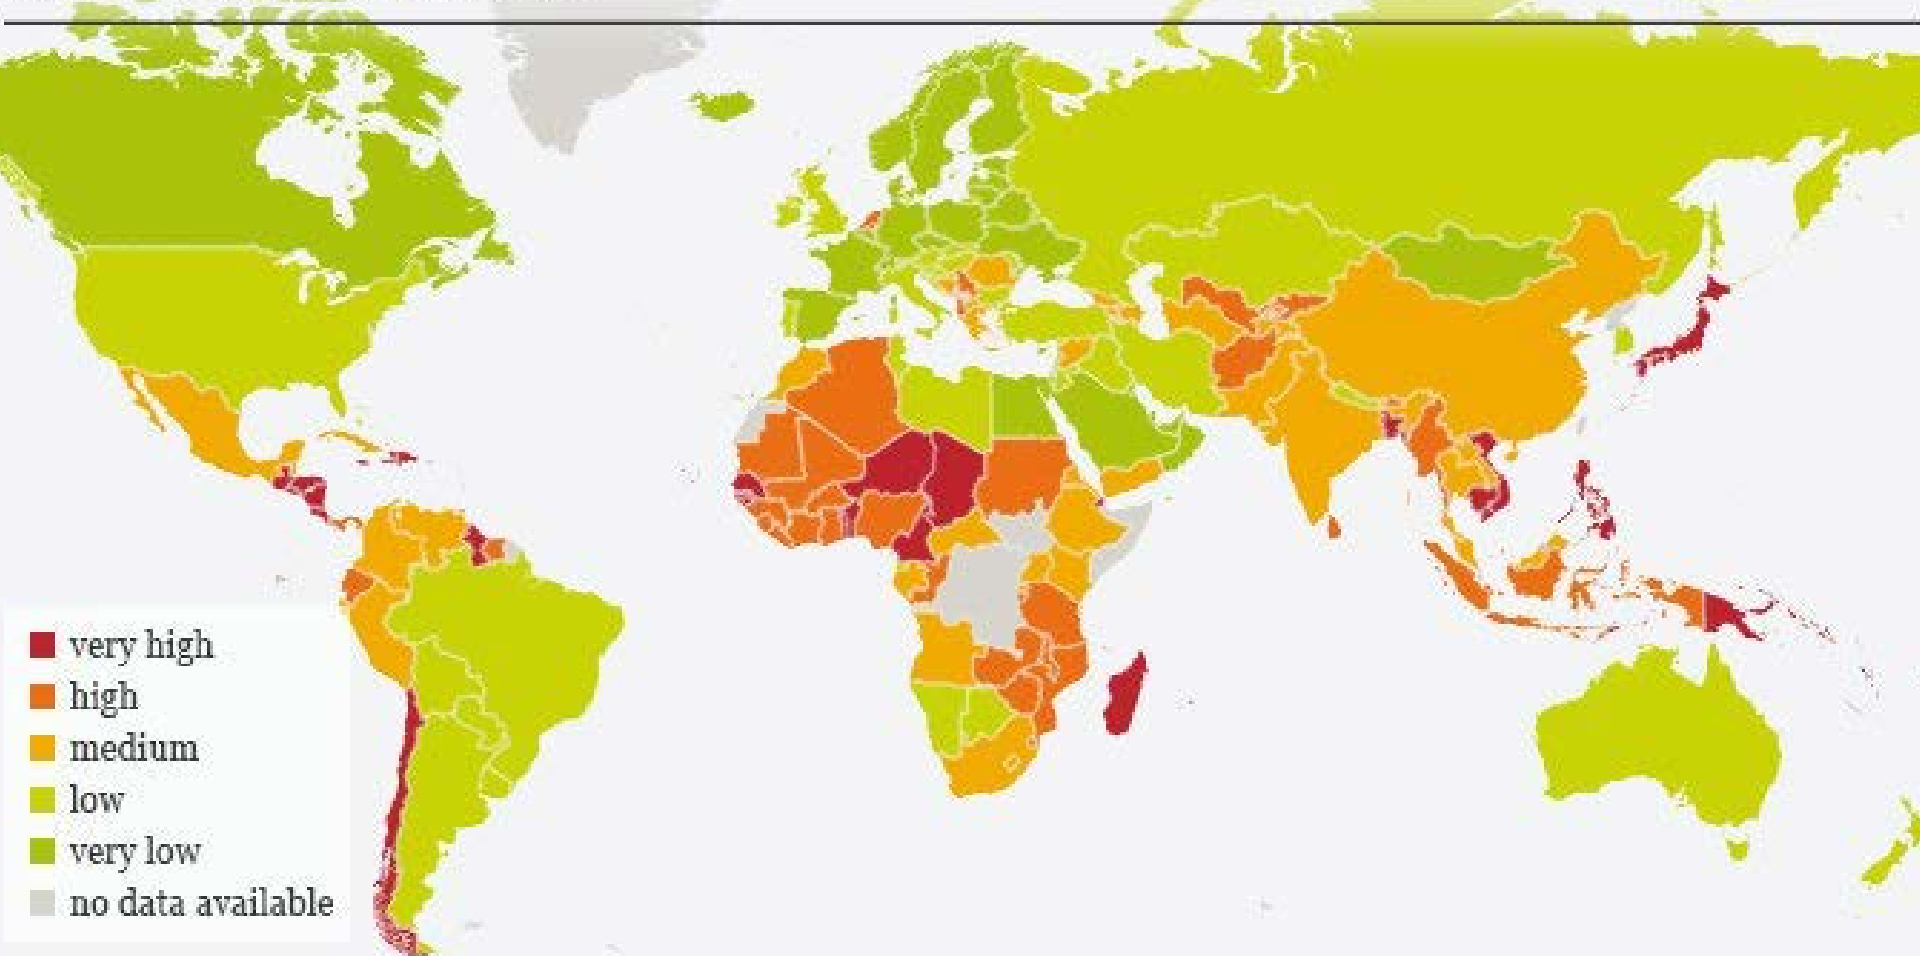 very high
high
medium
low
very low
no data available